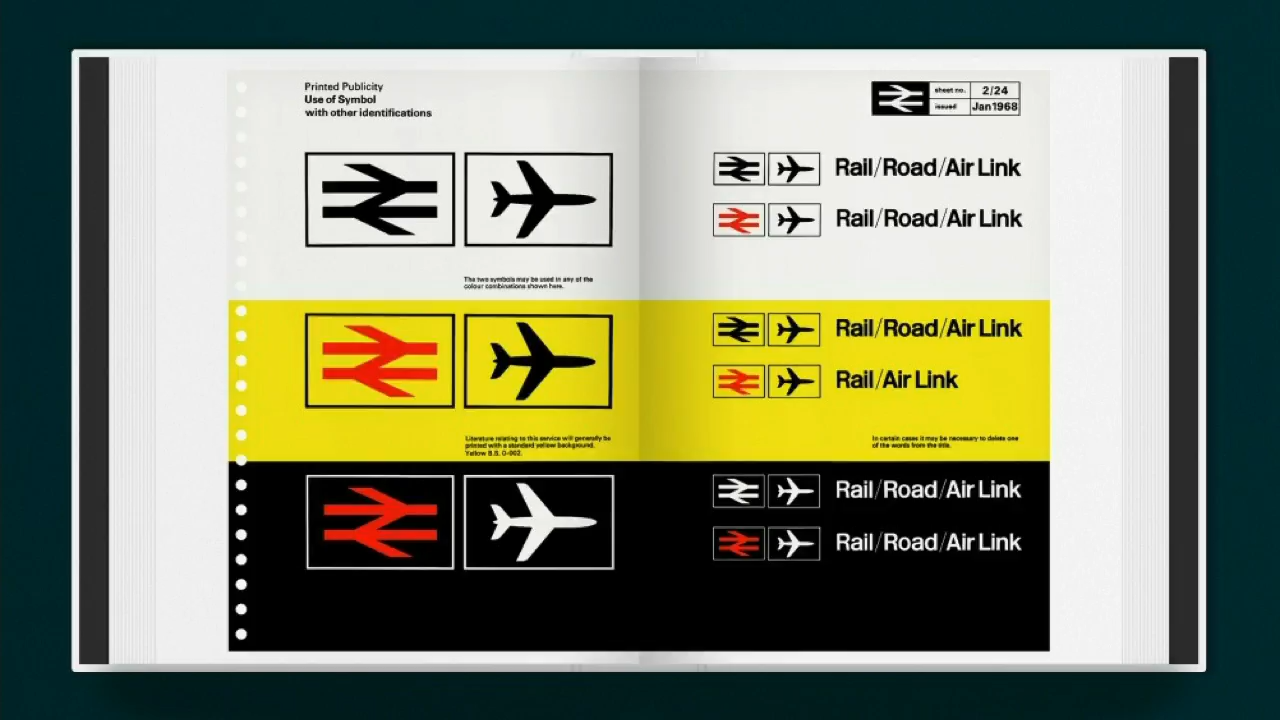 Printed Publicity
Use of Symbol
with other identifications
sheet no. 2/24
issued Jan1968
Rail/Road/Air Link
Rail/Road/Air Link
The two symbols may be used in any of the
colour combinations shown here.
Rail/Road/Air Link
Rail/Air Link
Literature relating to this service will generally be
printed with a standard yellow background.
Yellow B.S. 0-002.
In certain cases it may be necessary to delete one
of the words from the title.
Rail/Road/Air Link
Rail/Road/Air Link